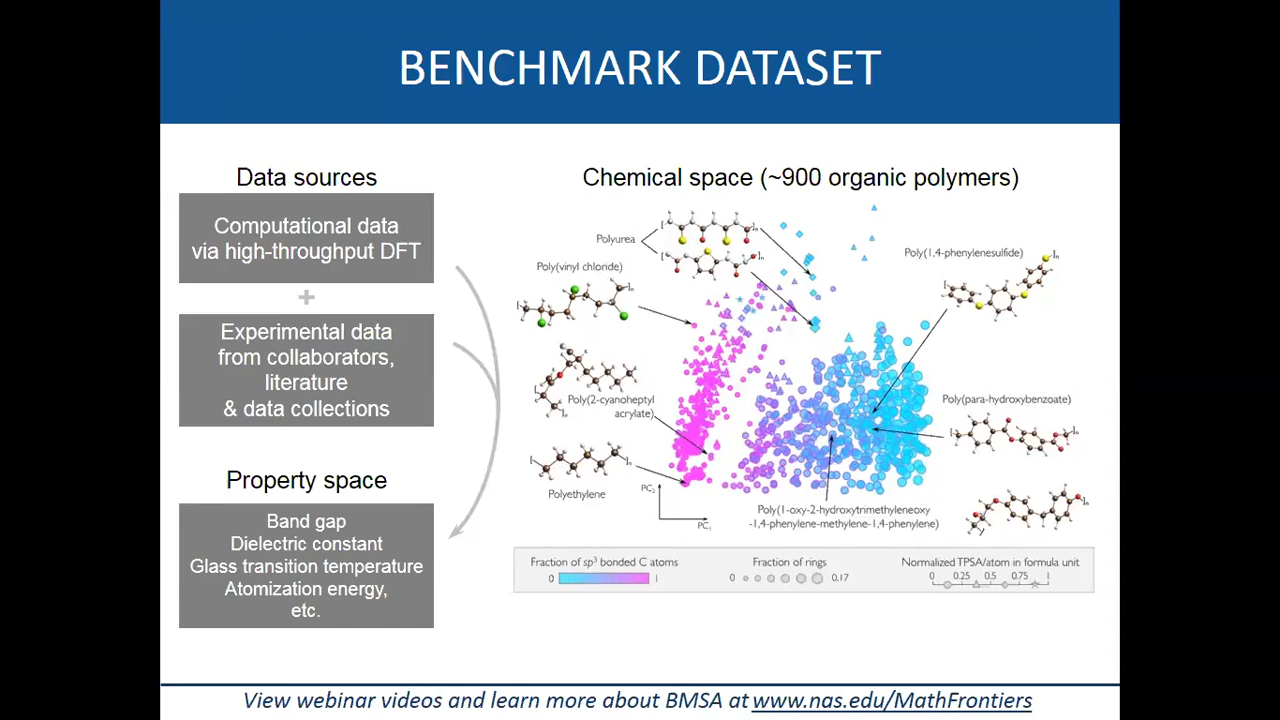 BENCHMARK DATASET
Data sources
Computational data
via high-throughput DFT
+
Experimental data
from collaborators,
literature
& data collections
Property space
Band gap
Dielectric constant
Glass transition temperature
Atomization energy,
etc.
Chemical space (~900 organic polymers)
Polyurea
Poly(vinyl chloride)
Poly(2-cyanoheptyl
acrylate)
Polyethylene
Poly(1,4-phenylenesulfide)
Poly(para-hydroxybenzoate)
Poly(1-oxy-2-hydroxytrimethyleneoxy
-1,4-phenylene-methylene-1,4-phenylene)
PC₂
PC₁
Fraction of sp³ bonded C atoms
0 1
Fraction of rings
0 0.17
Normalized TPSA/atom in formula unit
0 0.25 0.5 0.75 1
View webinar videos and learn more about BMSA at www.nas.edu/MathFrontiers